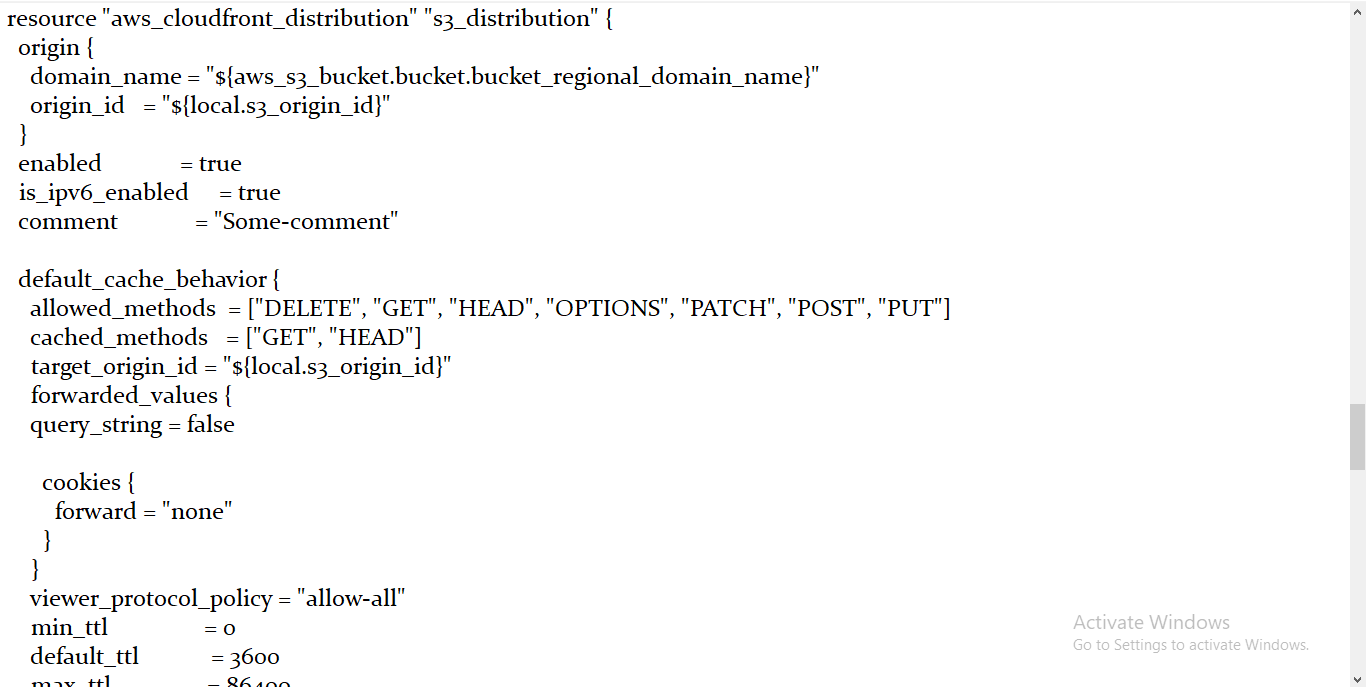 resource "aws_cloudfront_distribution" "s3_distribution" {
origin {
domain_name = "${aws_s3_bucket.bucket.bucket_regional_domain_name}"
origin_id = "${local.s3_origin_id}"
}
enabled = true
is_ipv6_enabled = true
comment = "Some-comment"
default_cache_behavior {
allowed_methods = ["DELETE", "GET", "HEAD", "OPTIONS", "PATCH", "POST", "PUT"]
cached_methods = ["GET", "HEAD"]
target_origin_id = "${local.s3_origin_id}"
forwarded_values {
query_string = false
cookies {
forward = "none"
}
}
viewer_protocol_policy = "allow-all"
min_ttl = 0
default_ttl = 3600
max_ttl = 86400
Activate Windows
Go to Settings to activate Windows.